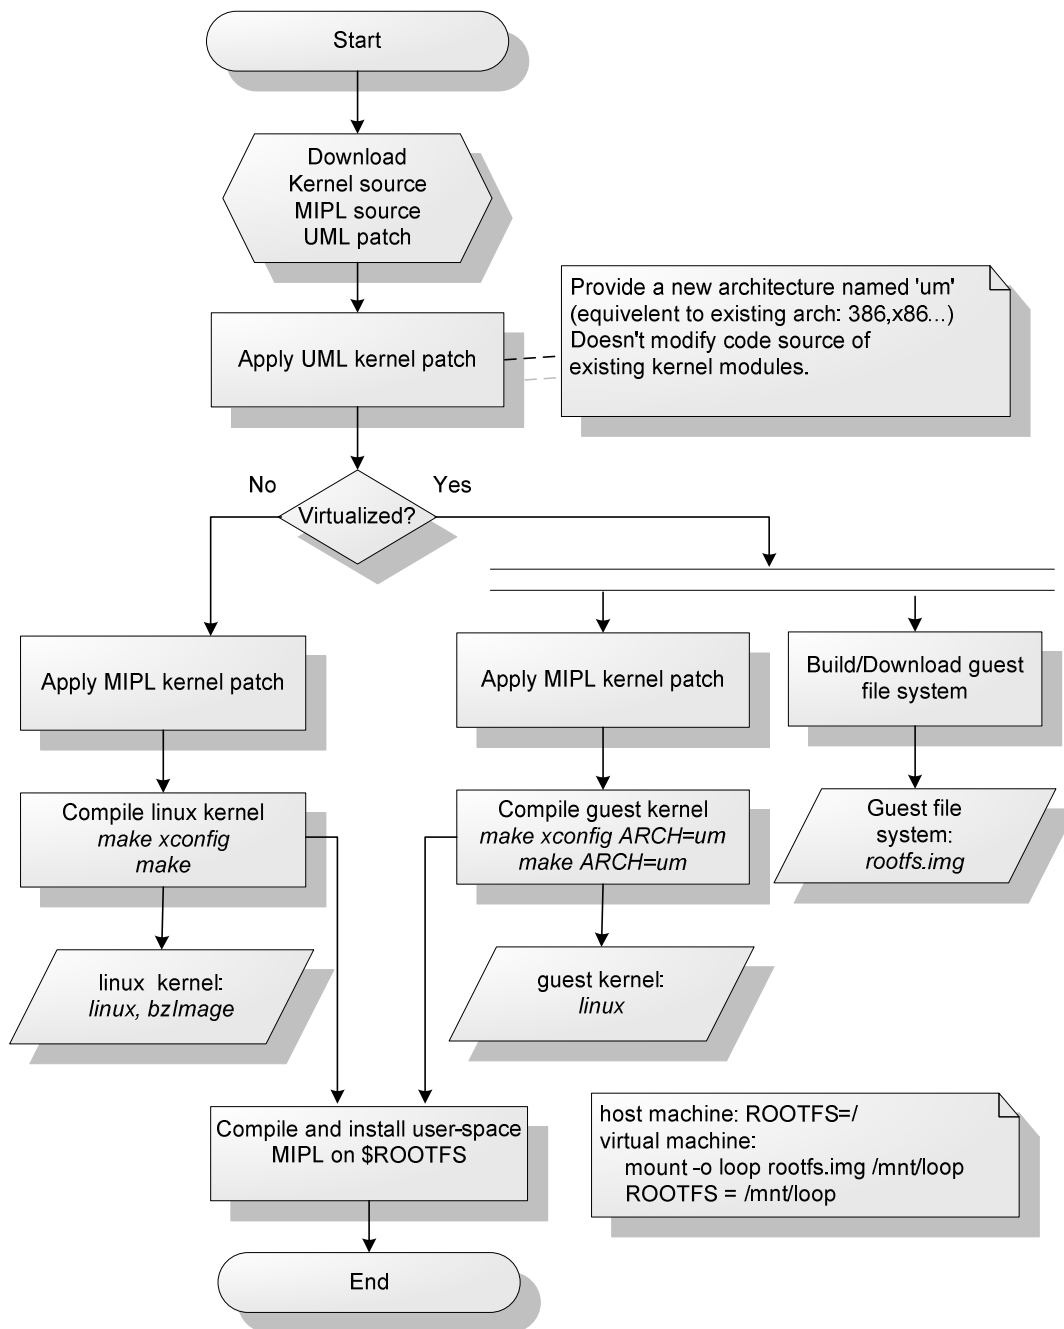 Start
Download
Kernel source
MIPL source
UML patch
Apply UML kernel patch
Provide a new architecture named 'um'
(equivelent to existing arch: 386,x86...)
Doesn't modify code source of
existing kernel modules.
No
Yes
Virtualized?
Apply MIPL kernel patch
Apply MIPL kernel patch
Build/Download guest
file system
Compile linux kernel
make xconfig
make
Compile guest kernel
make xconfig ARCH=um
make ARCH=um
Guest file
system:
rootfs.img
linux kernel:
linux, bzImage
guest kernel:
linux
Compile and install user-space
MIPL on $ROOTFS
host machine: ROOTFS=/
virtual machine:
mount -o loop rootfs.img /mnt/loop
ROOTFS = /mnt/loop
End